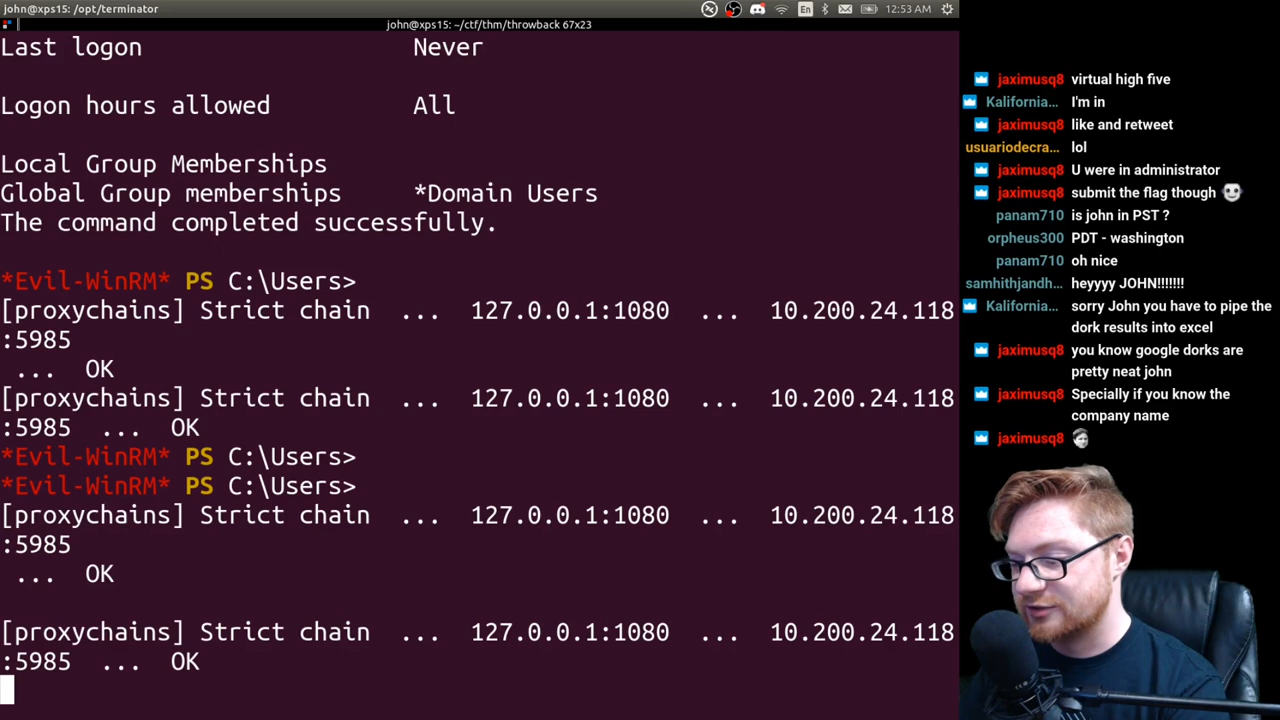 john@xps15: /opt/terminator
En
12:53 AM
john@xps15: ~/ctf/thm/throwback 67x23
Last logon Never
Logon hours allowed All
Local Group Memberships
Global Group memberships *Domain Users
The command completed successfully.
*Evil-WinRM* PS C:\Users>
[proxychains] Strict chain ... 127.0.0.1:1080 ... 10.200.24.118
:5985
... OK
[proxychains] Strict chain ... 127.0.0.1:1080 ... 10.200.24.118
:5985 ... OK
*Evil-WinRM* PS C:\Users>
*Evil-WinRM* PS C:\Users>
[proxychains] Strict chain ... 127.0.0.1:1080 ... 10.200.24.118
:5985
... OK
[proxychains] Strict chain ... 127.0.0.1:1080 ... 10.200.24.118
:5985 ... OK
jaximusq8 virtual high five
Kalifornia... I'm in
jaximusq8 like and retweet
usuariodecra... lol
jaximusq8 U were in administrator
jaximusq8 submit the flag though
panam710 is john in PST ?
orpheus300 PDT - washington
panam710 oh nice
samhithjandh... heyyyy JOHN!!!!!!!
Kalifornia... sorry John you have to pipe the
dork results into excel
jaximusq8 you know google dorks are
pretty neat john
jaximusq8 Specially if you know the
company name
jaximusq8